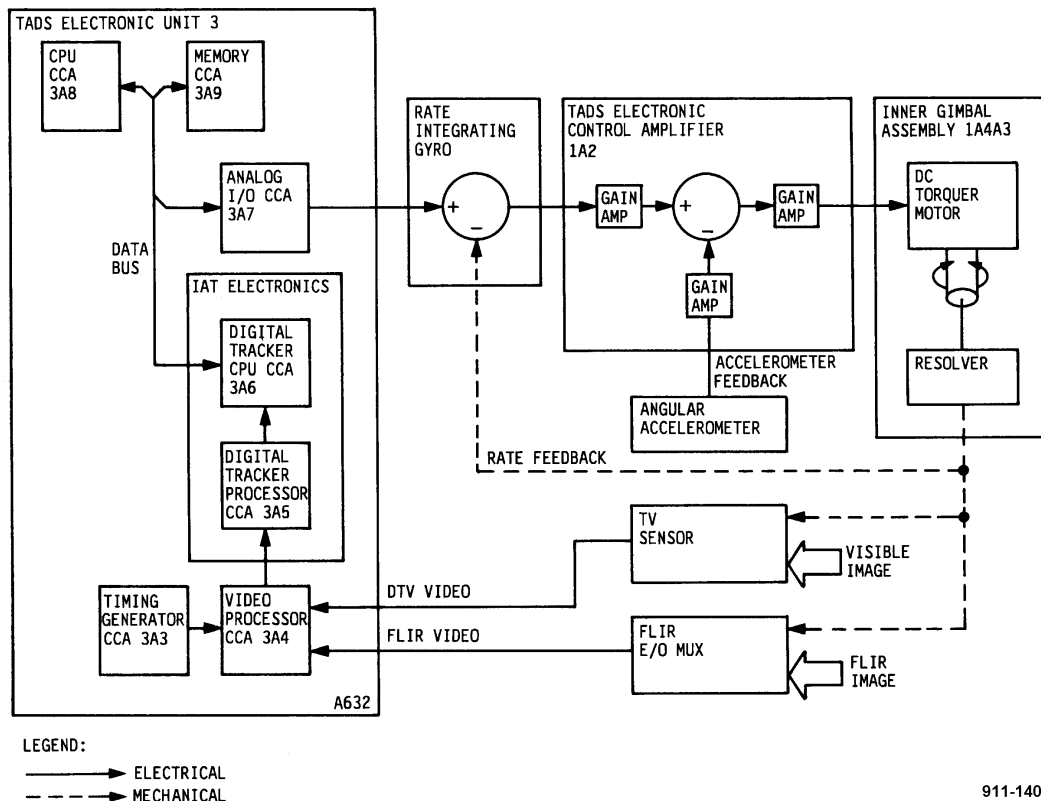 TADS ELECTRONIC UNIT 3
CPU
CCA
3A8
MEMORY
CCA
3A9
ANALOG
I/O CCA
3A7
DATA
BUS
IAT ELECTRONICS
DIGITAL
TRACKER
CPU CCA
3A6
DIGITAL
TRACKER
PROCESSOR
CCA 3A5
TIMING
GENERATOR
CCA 3A3
VIDEO
PROCESSOR
CCA 3A4
A632
RATE
INTEGRATING
GYRO
+
−
TADS ELECTRONIC
CONTROL AMPLIFIER
1A2
GAIN
AMP
+
−
GAIN
AMP
GAIN
AMP
ACCELEROMETER
FEEDBACK
ANGULAR
ACCELEROMETER
INNER GIMBAL
ASSEMBLY 1A4A3
DC
TORQUER
MOTOR
RESOLVER
RATE FEEDBACK
TV
SENSOR
VISIBLE
IMAGE
DTV VIDEO
FLIR VIDEO
FLIR
E/O MUX
FLIR
IMAGE
LEGEND:
ELECTRICAL
MECHANICAL
911-140